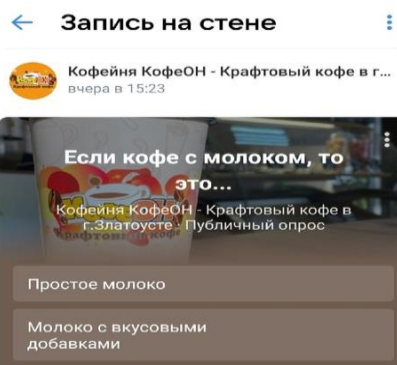 Запись на стене
Кофейня КофеОН - Крафтовый кофе в г...
вчера в 15:23
Если кофе с молоком, то
это...
Кофейня КофеОН - Крафтовый кофе в
г.Златоусте · Публичный опрос
Простое молоко
Молоко с вкусовыми
добавками